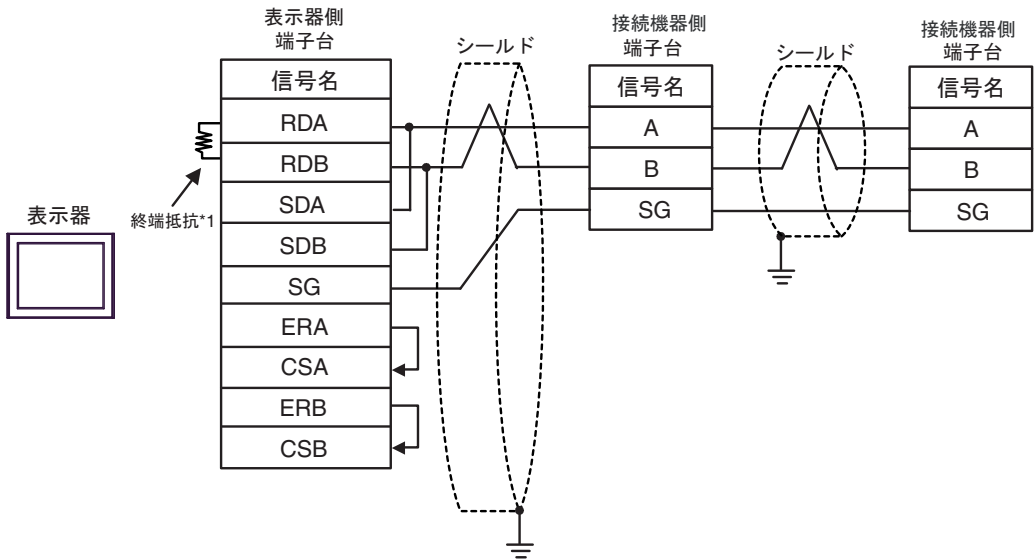 表示器側
端子台
信号名
RDA
RDB
SDA
SDB
SG
ERA
CSA
ERB
CSB
終端抵抗*1
表示器
シールド
接続機器側
端子台
信号名
A
B
SG
シールド
接続機器側
端子台
信号名
A
B
SG